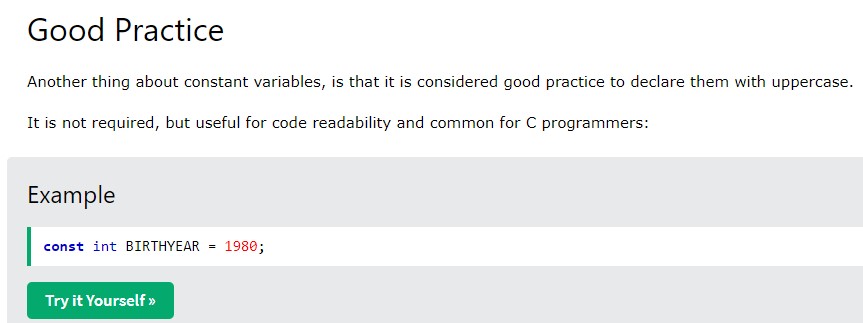 Good Practice
Another thing about constant variables, is that it is considered good practice to declare them with uppercase.
It is not required, but useful for code readability and common for C programmers:
Example
const int BIRTHYEAR = 1980;
Try it Yourself »